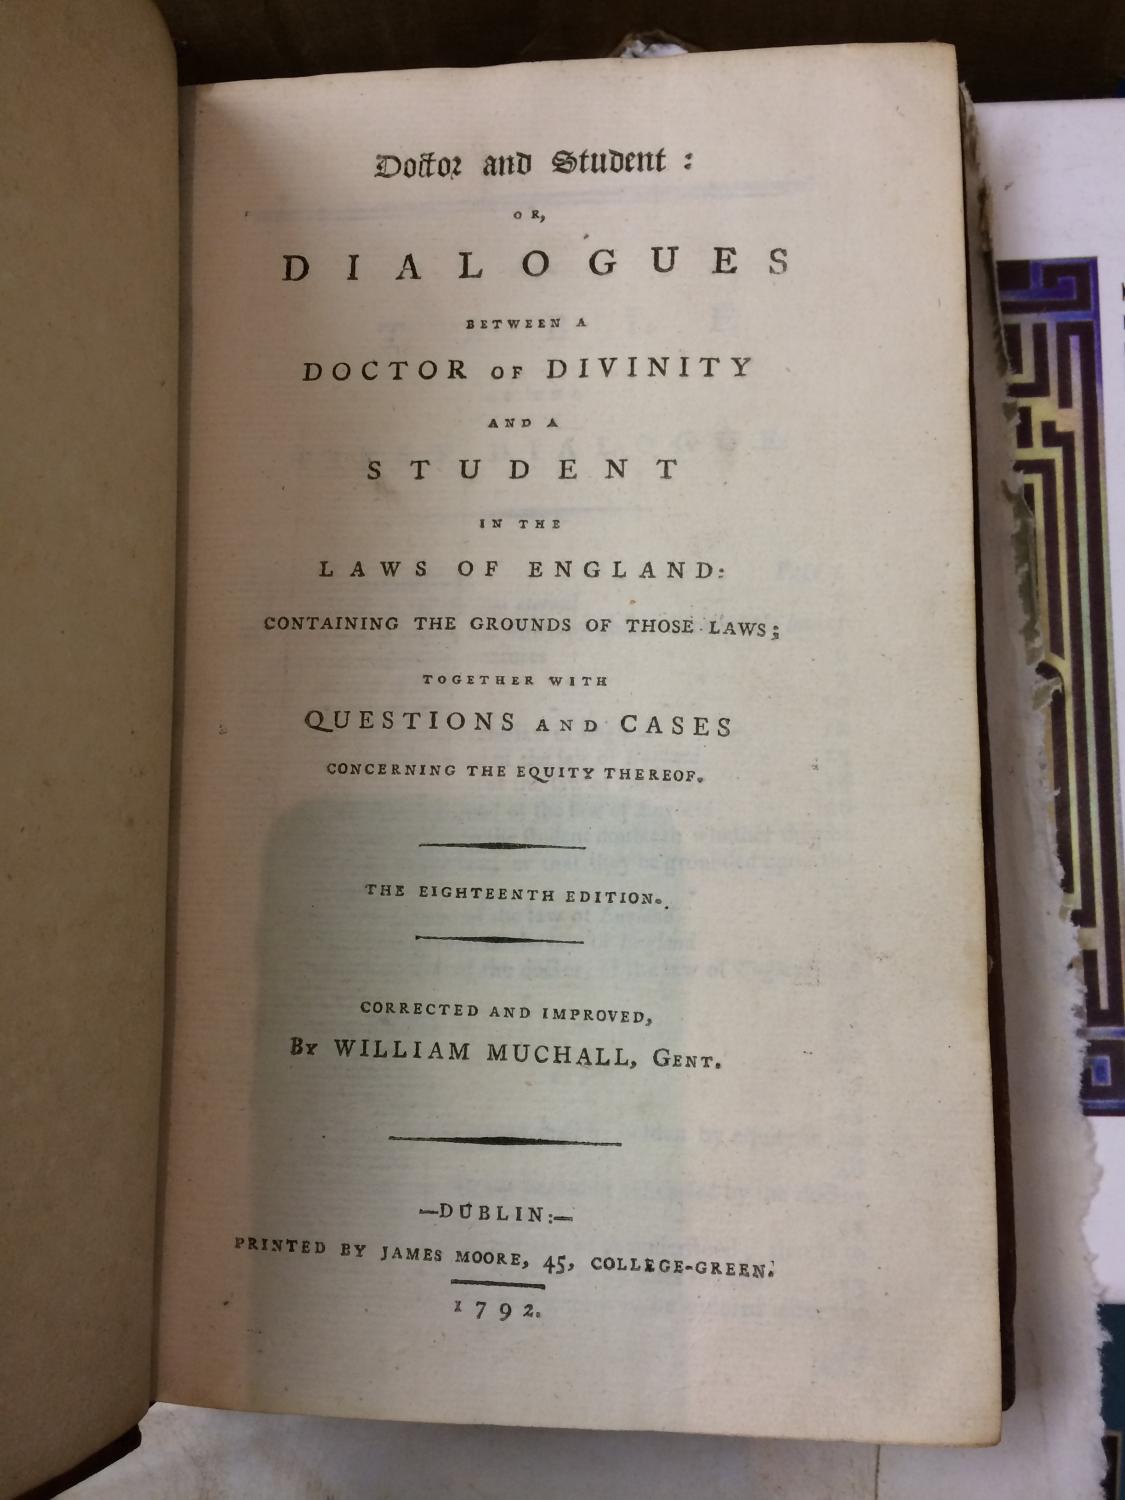 Doctor and Student:
OR,
DIALOGUES
BETWEEN A
DOCTOR OF DIVINITY
AND A
STUDENT
IN THE
LAWS OF ENGLAND:
CONTAINING THE GROUNDS OF THOSE LAWS;
TOGETHER WITH
QUESTIONS AND CASES
CONCERNING THE EQUITY THEREOF.
THE EIGHTEENTH EDITION.
CORRECTED AND IMPROVED,
By WILLIAM MUCHALL, GENT.
—DUBLIN:—
PRINTED BY JAMES MOORE, 45, COLLEGE-GREEN.
1792.